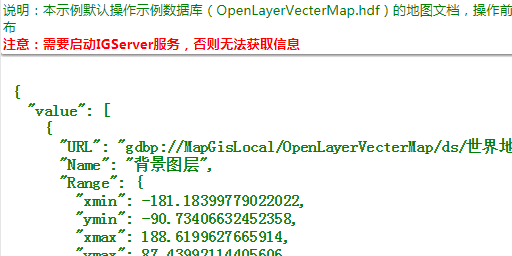 说明：本示例默认操作示例数据库（OpenLayerVecterMap.hdf）的地图文档，操作前
布
注意：需要启动IGServer服务，否则无法获取信息
{
"value": [
{
"URL": "gdbp://MapGisLocal/OpenLayerVecterMap/ds/世界地
"Name": "背景图层",
"Range": {
"xmin": -181.18399779022022,
"ymin": -90.73406632452358,
"xmax": 188.6199627665914,
"ymax": 87.43992114405606